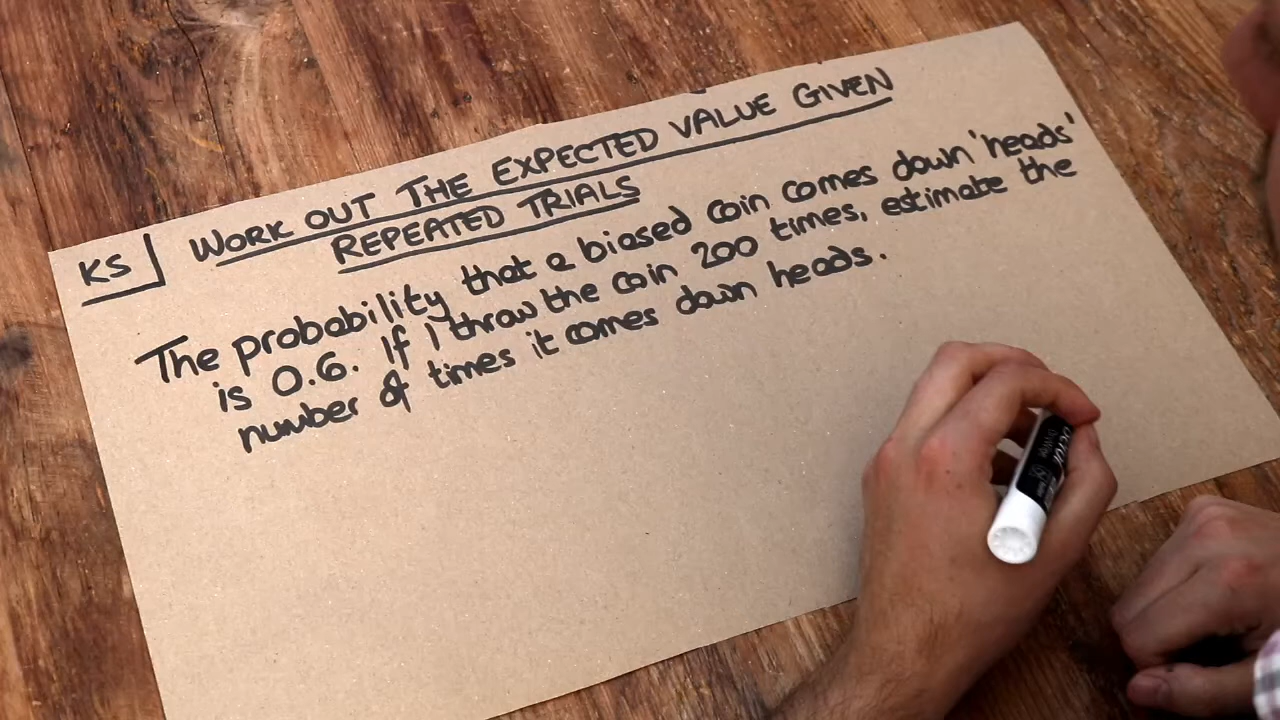 KS
WORK OUT THE EXPECTED VALUE GIVEN
REPEATED TRIALS
The probability that a biased coin comes down 'heads'
is 0.6. If I throw the coin 200 times, estimate the
number of times it comes down heads.